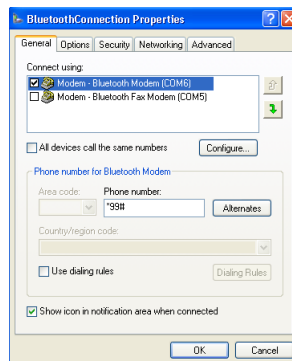 BluetoothConnection Properties
General Options Security Networking Advanced
Connect using:
Modem - Bluetooth Modem (COM6)
Modem - Bluetooth Fax Modem (COM5)
All devices call the same numbers
Configure...
Phone number for Bluetooth Modem
Area code: Phone number:
*99#
Alternates
Country/region code:
Use dialing rules
Dialing Rules
Show icon in notification area when connected
OK Cancel